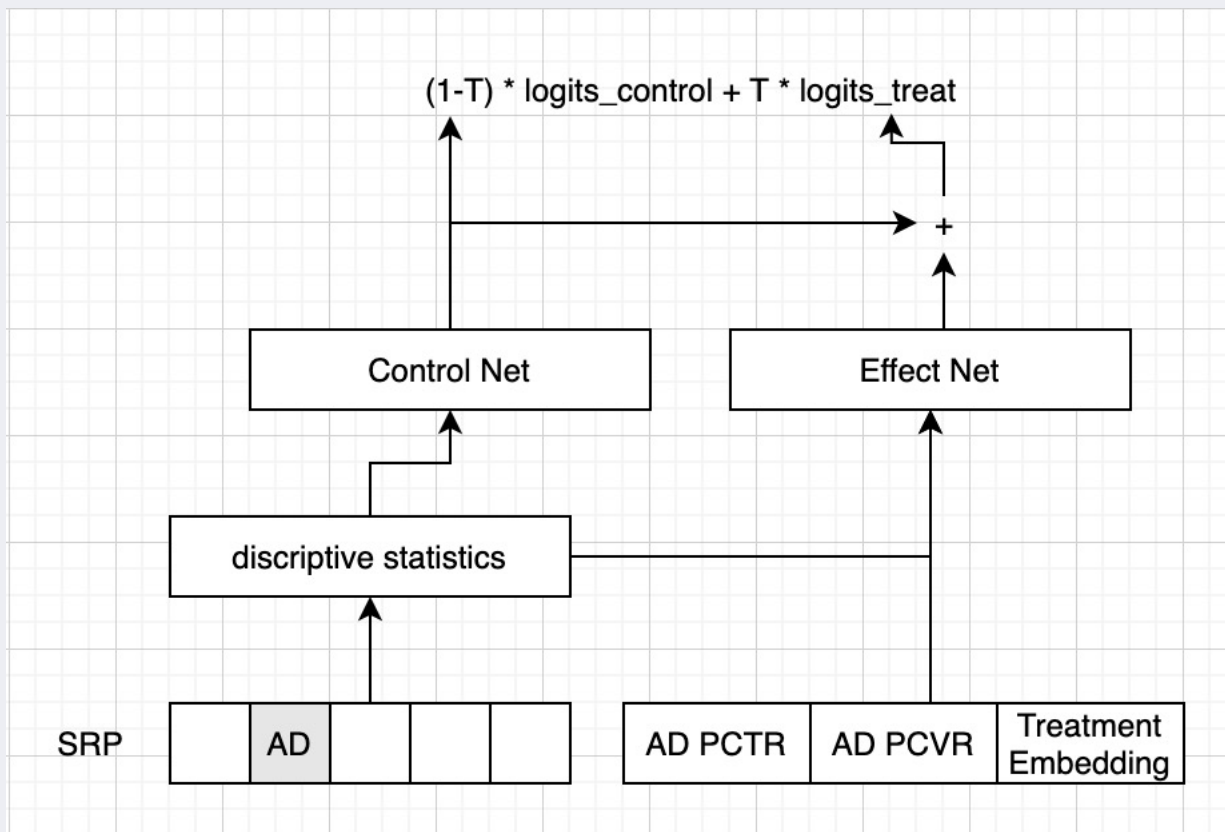 (1-T) * logits_control + T * logits_treat
+
Control Net
Effect Net
discriptive statistics
SRP
AD
AD PCTR
AD PCVR
Treatment
Embedding